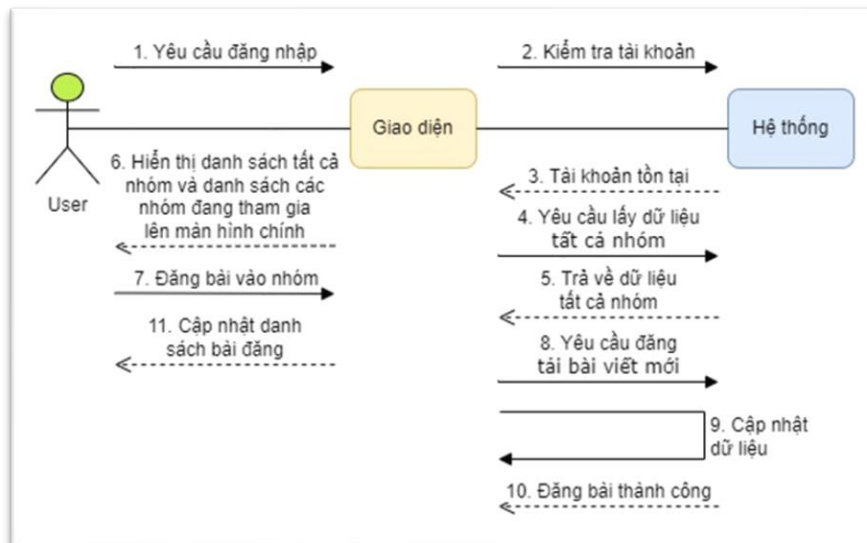 1. Yêu cầu đăng nhập
2. Kiểm tra tài khoản
Giao diện
Hệ thống
User
6. Hiển thị danh sách tất cả
nhóm và danh sách các
nhóm đang tham gia
lên màn hình chính
3. Tài khoản tồn tại
4. Yêu cầu lấy dữ liệu
tất cả nhóm
7. Đăng bài vào nhóm
5. Trả về dữ liệu
tất cả nhóm
11. Cập nhật danh
sách bài đăng
8. Yêu cầu đăng
tải bài viết mới
9. Cập nhật
dữ liệu
10. Đăng bài thành công